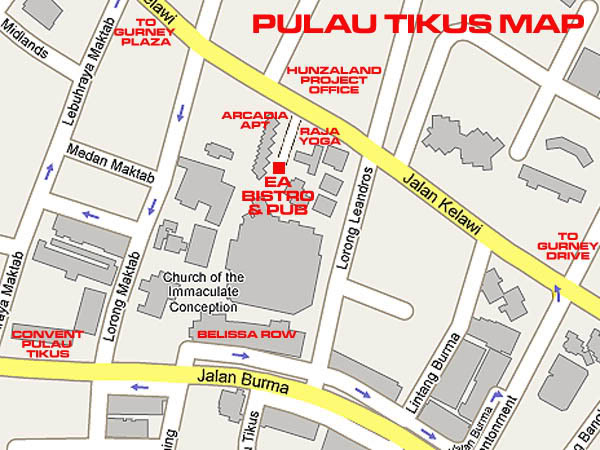 PULAU TIKUS MAP
TO
GURNEY
PLAZA
Jalan Kelawi
Midlands
Lebuhraya Maktab
HUNZALAND
PROJECT
OFFICE
ARCADIA
APT
RAJA
YOGA
Medan Maktab
EA
BISTRO
& PUB
Jalan Kelawi
Lorong Leandros
TO
GURNEY
DRIVE
Lorong Maktab
Church of the
Immaculate
Conception
CONVENT
PULAU
TIKUS
BELISSA ROW
Jalan Burma
Lintang Burma
Tikus